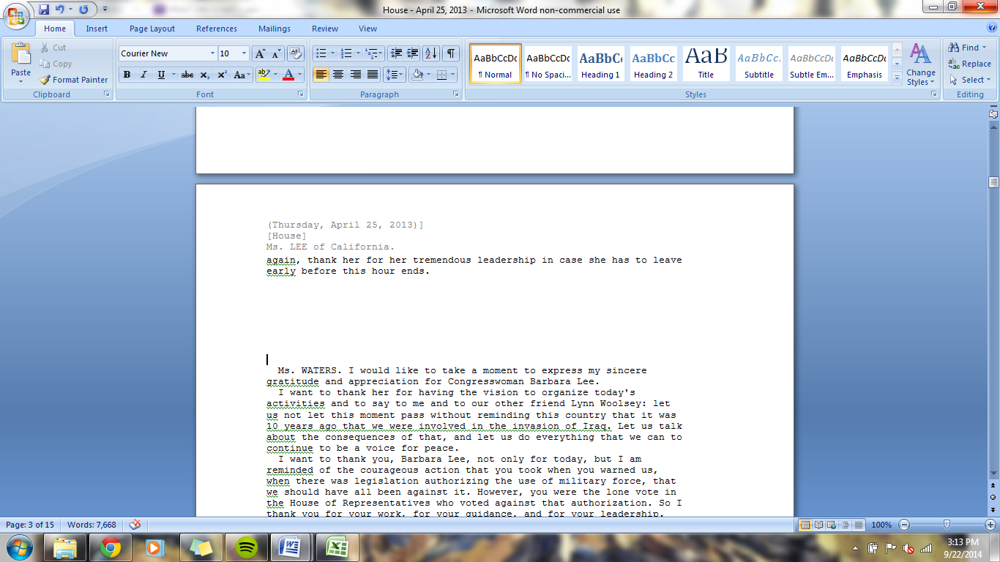 House - April 25, 2013 - Microsoft Word non-commercial use
Home Insert Page Layout References Mailings Review View
Paste
Cut
Copy
Format Painter
Clipboard
Courier New 10
Font
Paragraph
AaBbCcDc AaBbCcDc AaBbC AaBbCc AaB AaBbCc. AaBbCcDc AaBbCcDc
¶ Normal ¶ No Spaci... Heading 1 Heading 2 Title Subtitle Subtle Em... Emphasis
Change Styles
Styles
Find
Replace
Select
Editing
(Thursday, April 25, 2013)]
[House]
Ms. LEE of California.
again, thank her for her tremendous leadership in case she has to leave
early before this hour ends.
Ms. WATERS. I would like to take a moment to express my sincere
gratitude and appreciation for Congresswoman Barbara Lee.
I want to thank her for having the vision to organize today's
activities and to say to me and to our other friend Lynn Woolsey: let
us not let this moment pass without reminding this country that it was
10 years ago that we were involved in the invasion of Iraq. Let us talk
about the consequences of that, and let us do everything that we can to
continue to be a voice for peace.
I want to thank you, Barbara Lee, not only for today, but I am
reminded of the courageous action that you took when you warned us,
when there was legislation authorizing the use of military force, that
we should have all been against it. However, you were the lone vote in
the House of Representatives who voted against that authorization. So I
thank you for your work, for your guidance, and for your leadership.
Page: 3 of 15 Words: 7,668 100%
3:13 PM
9/22/2014